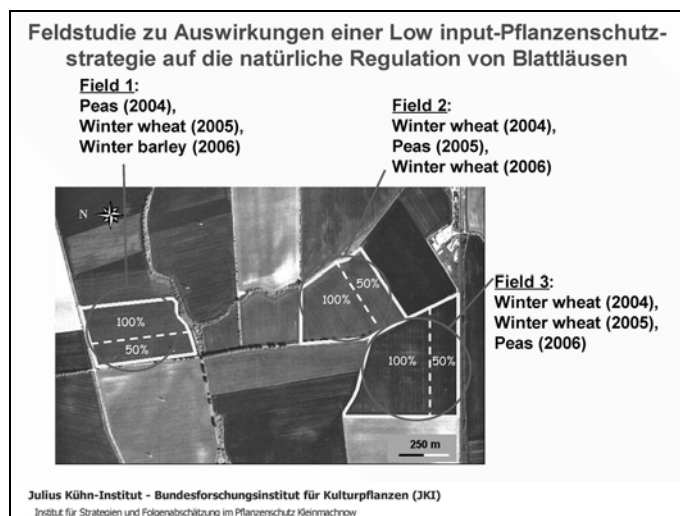 Feldstudie zu Auswirkungen einer Low input-Pflanzenschutz-
strategie auf die natürliche Regulation von Blattläusen
Field 1:
Peas (2004),
Winter wheat (2005),
Winter barley (2006)
Field 2:
Winter wheat (2004),
Peas (2005),
Winter wheat (2006)
N
100%
50%
100%
50%
Field 3:
Winter wheat (2004),
Winter wheat (2005),
Peas (2006)
100%
50%
250 m
Julius Kühn-Institut - Bundesforschungsinstitut für Kulturpflanzen (JKI)
Institut für Strategien und Folgenabschätzung im Pflanzenschutz Kleinmachnow